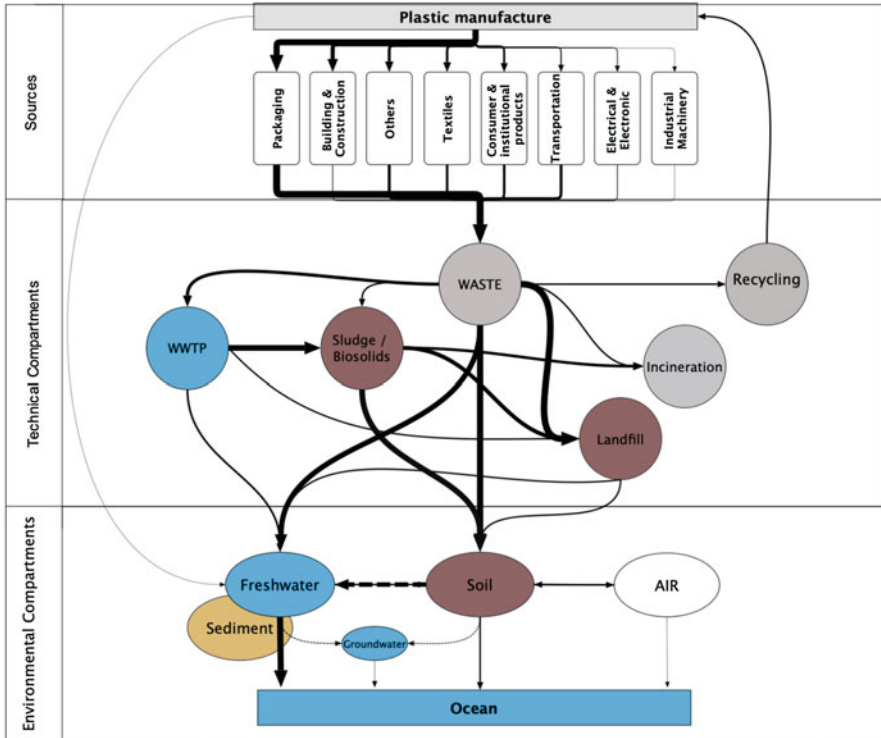 Plastic manufacture
Sources
Packaging
Building &
Construction
Others
Textiles
Consumer &
institutional
products
Transportation
Electrical &
Electronic
Industrial
Machinery
Technical Compartments
WASTE
Recycling
WWTP
Sludge /
Biosolids
Incineration
Landfill
Environmental Compartments
Freshwater
Soil
AIR
Sediment
Groundwater
Ocean